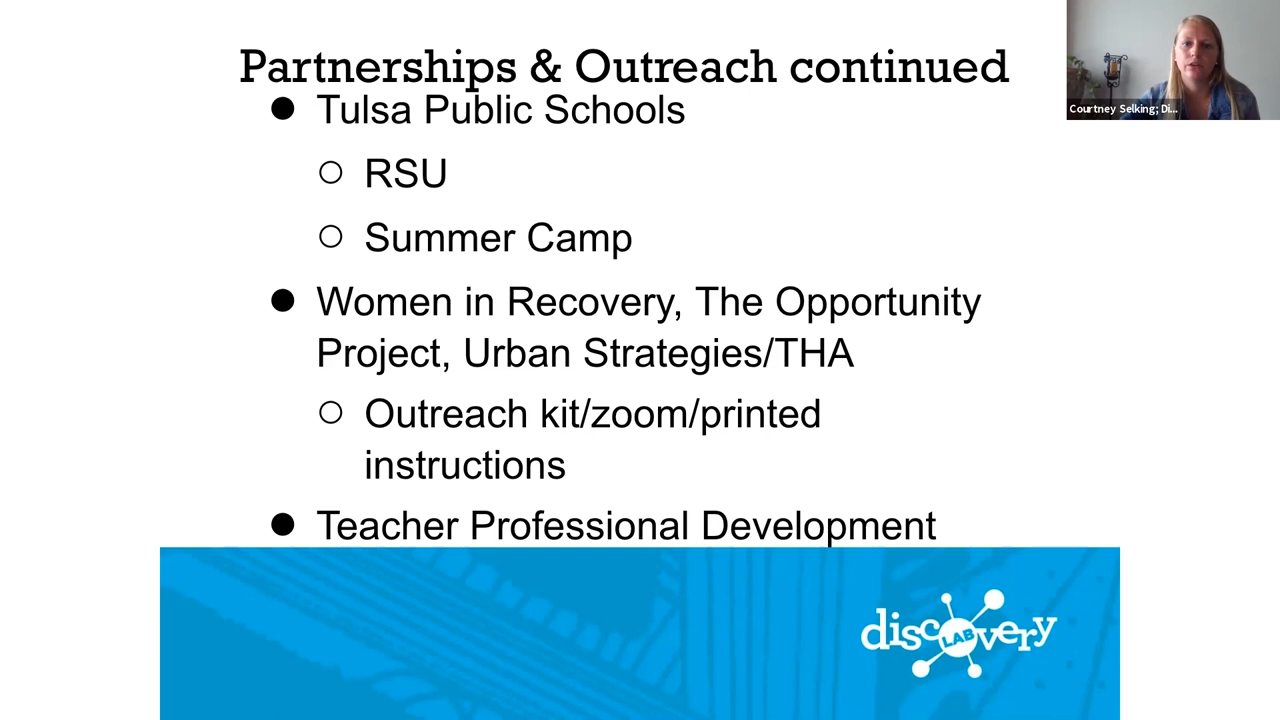 Partnerships & Outreach continued
Courtney Selking; Di...
● Tulsa Public Schools
○ RSU
○ Summer Camp
● Women in Recovery, The Opportunity
Project, Urban Strategies/THA
○ Outreach kit/zoom/printed
instructions
● Teacher Professional Development
discovery
LAB